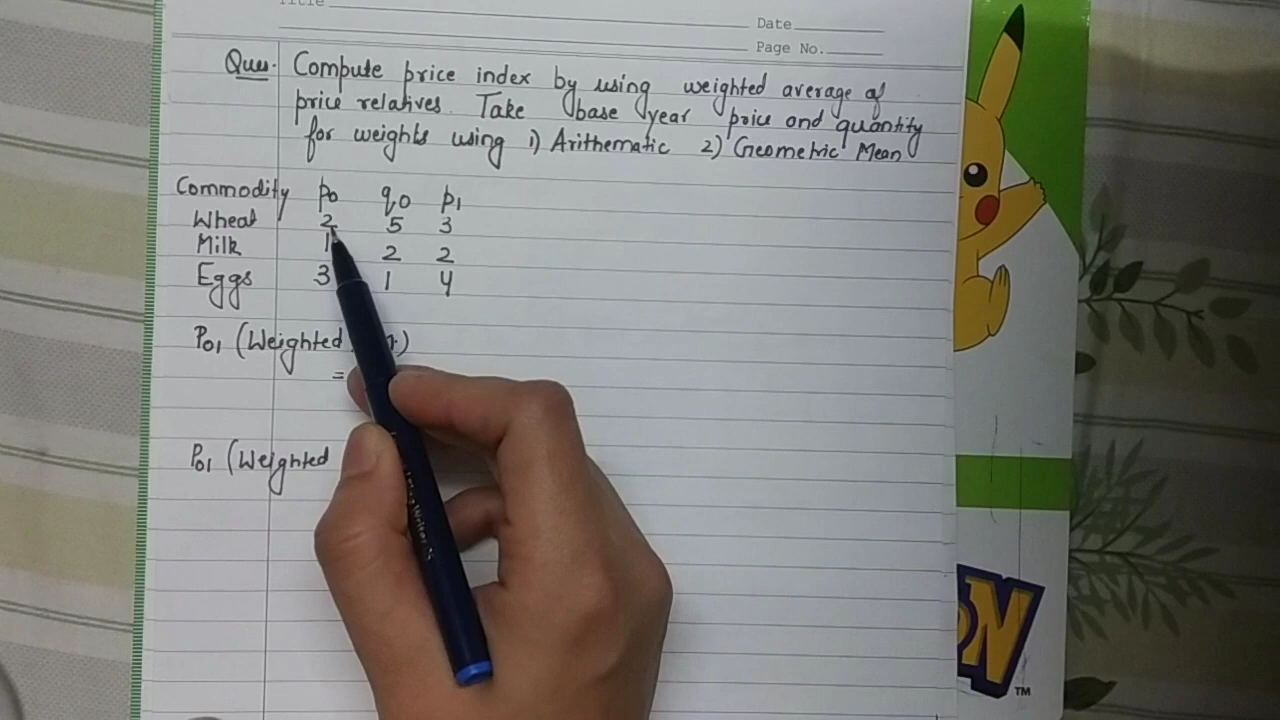 Date
Page No.
Ques. Compute price index by using weighted average of
price relatives. Take base year price and quantity
for weights using 1) Arithematic 2) Geometric Mean
Commodity p0 q0 p1
Wheat 2 5 3
Milk 1 2 2
Eggs 3 1 4
P01 (Weighted
=
P01 (Weighted
TM